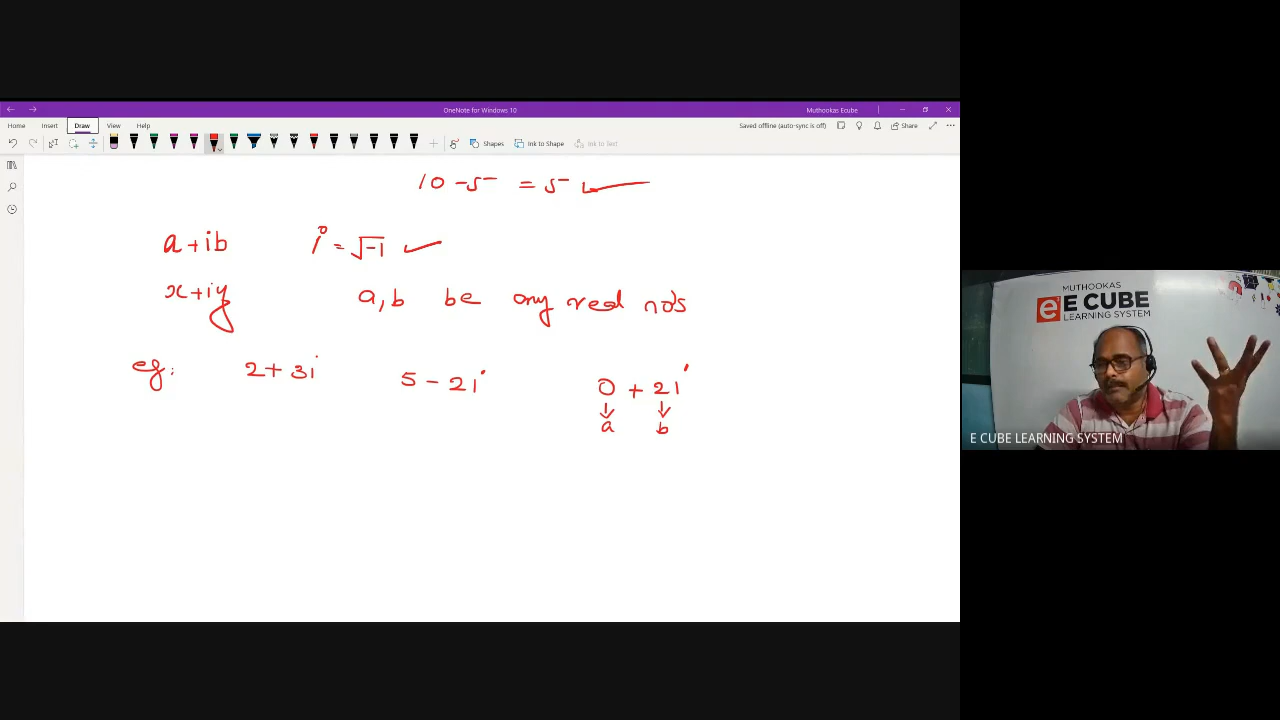 OneNote for Windows 10
Muthookas Ecube
Home Insert Draw View Help
Saved offline (auto-sync is off)
Share
Shapes
Ink to Shape
Ink to Text
10 - 5 = 5
a + ib i = √-1
x + iy a, b be any real no's
eg: 2 + 3i 5 - 2i 0 + 2i
a b
MUTHOOKAS
e E CUBE
LEARNING SYSTEM
E CUBE LEARNING SYSTEM